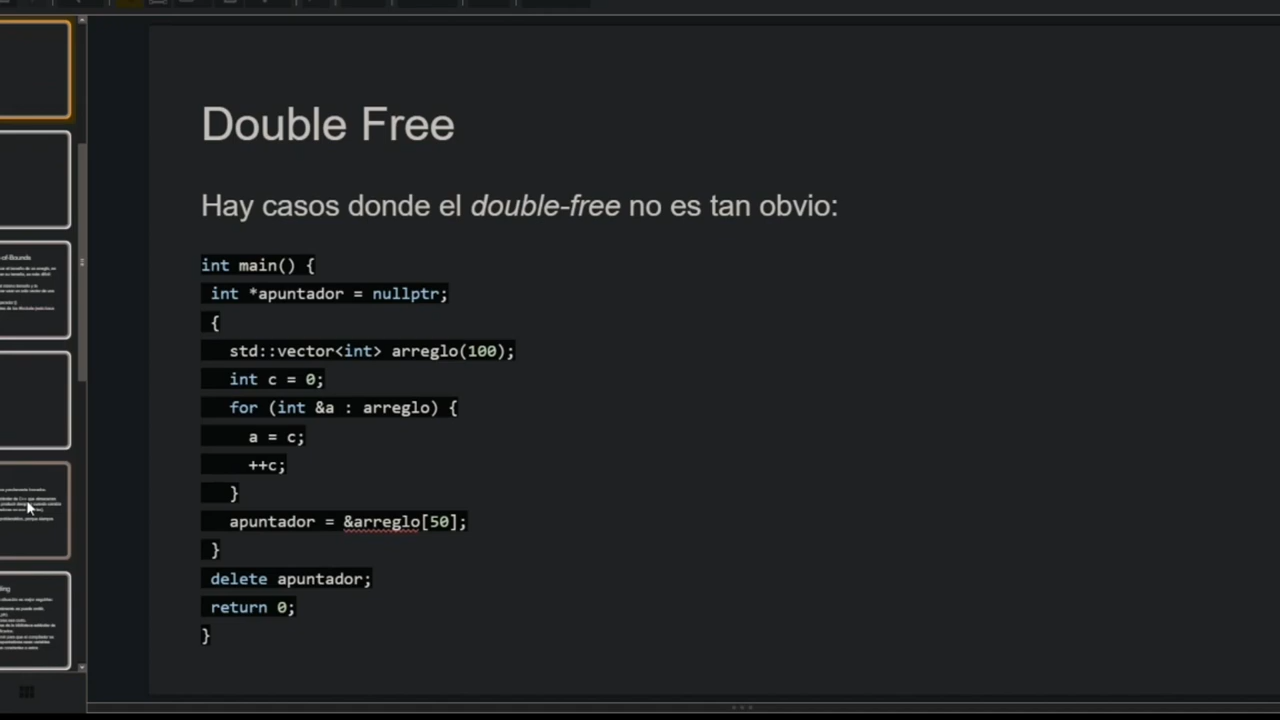 Double Free
Hay casos donde el double-free no es tan obvio:
int main() {
int *apuntador = nullptr;
{
std::vector<int> arreglo(100);
int c = 0;
for (int &a : arreglo) {
a = c;
++c;
}
apuntador = &arreglo[50];
}
delete apuntador;
return 0;
}